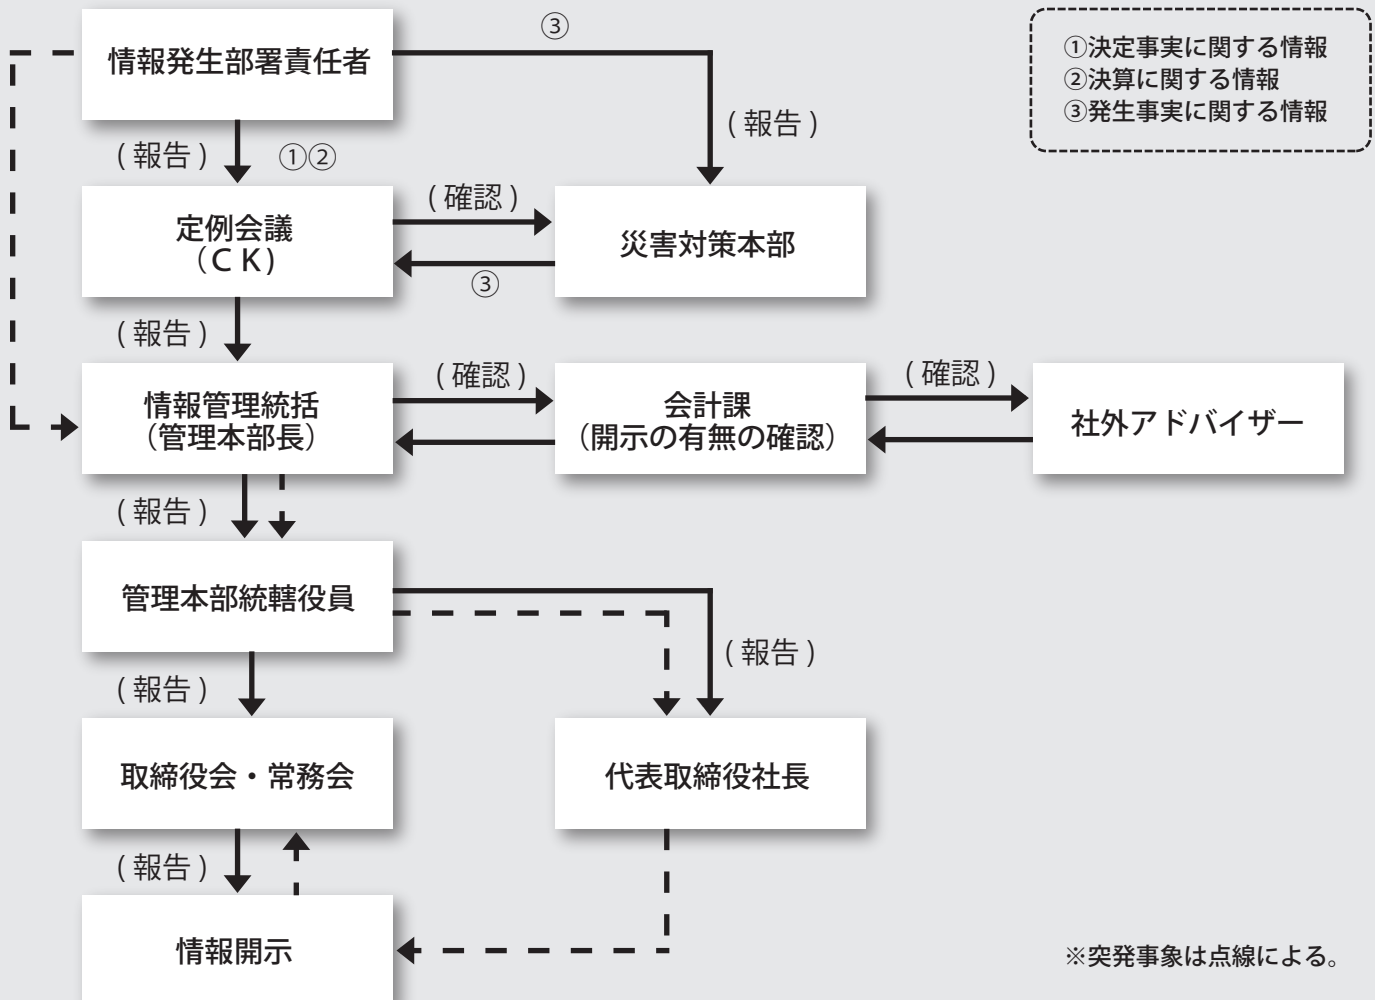 情報発生部署責任者
③
①決定事実に関する情報
②決算に関する情報
③発生事実に関する情報
(報告)
(報告)
①②
定例会議
（ＣＫ）
(確認)
③
災害対策本部
(報告)
情報管理統括
（管理本部長）
(確認)
会計課
（開示の有無の確認）
(確認)
社外アドバイザー
(報告)
管理本部統轄役員
(報告)
(報告)
取締役会・常務会
代表取締役社長
(報告)
情報開示
※突発事象は点線による。